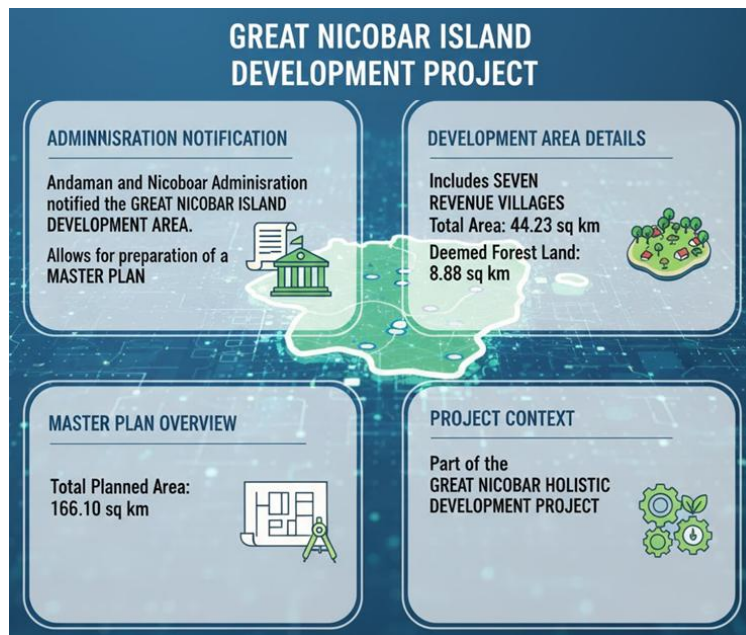 GREAT NICOBAR ISLAND
DEVELOPMENT PROJECT
ADMINNISRATION NOTIFICATION
Andaman and Nicoboar Adminisration
notified the GREAT NICOBAR ISLAND
DEVELOPMENT AREA.
Allows for preparation of a
MASTER PLAN
DEVELOPMENT AREA DETAILS
Includes SEVEN
REVENUE VILLAGES
Total Area: 44.23 sq km
Deemed Forest Land:
8.88 sq km
MASTER PLAN OVERVIEW
Total Planned Area:
166.10 sq km
PROJECT CONTEXT
Part of the
GREAT NICOBAR HOLISTIC
DEVELOPMENT PROJECT